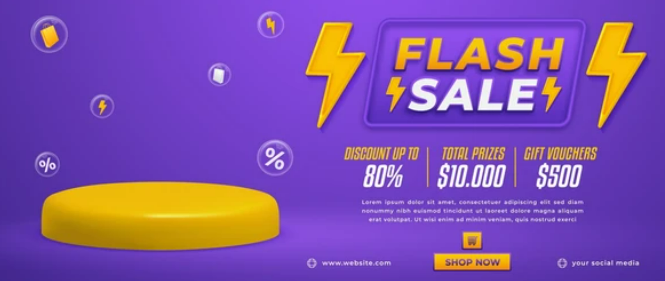 FLASH
SALE
DISCOUNT UP TO
80%
TOTAL PRIZES
$10.000
GIFT VOUCHERS
$500
Lorem ipsum dolor sit amet, consectetuer adipiscing elit, sed diam
nonummy nibh euismod tincidunt ut laoreet dolore magna aliquam erat
volutpat. Ut wisi enim ad minim veniam, quis nostrud exerci
SHOP NOW
www.website.com
your social media
%
%